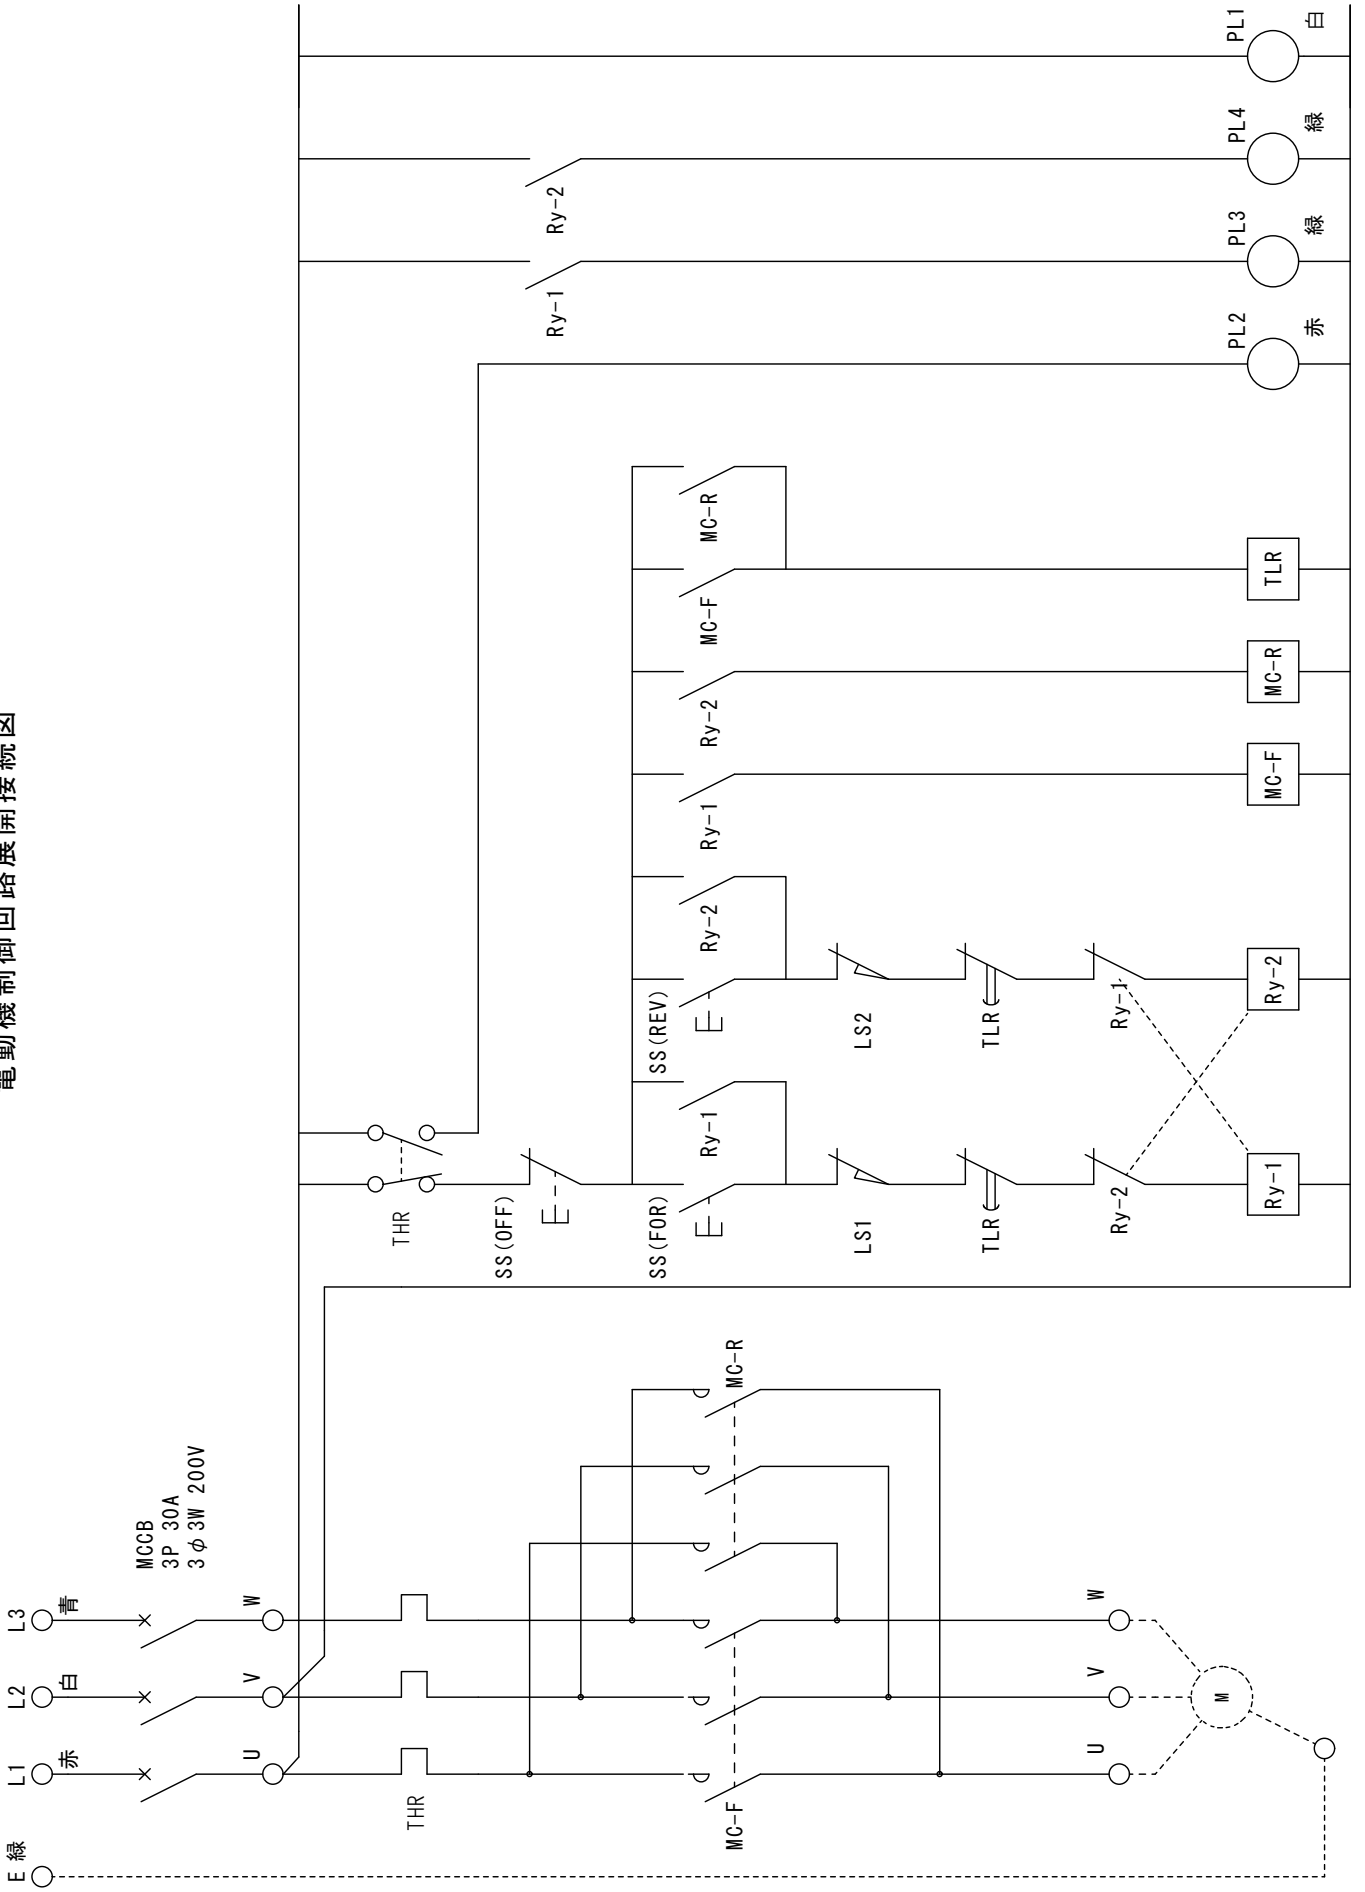 電動機制御回路展開接続図
E 緑
L1
L2
L3
赤
白
青
MCCB
3P 30A
3φ3W 200V
U
V
W
THR
THR
SS(OFF)
Ry-1
Ry-2
SS(FOR)
SS(REV)
MC-F
MC-R
Ry-1
Ry-2
Ry-1
Ry-2
MC-F
MC-R
LS1
LS2
TLR
TLR
U
V
W
Ry-2
Ry-1
M
Ry-1
Ry-2
MC-F
MC-R
TLR
PL2
PL3
PL4
PL1
赤
緑
緑
白